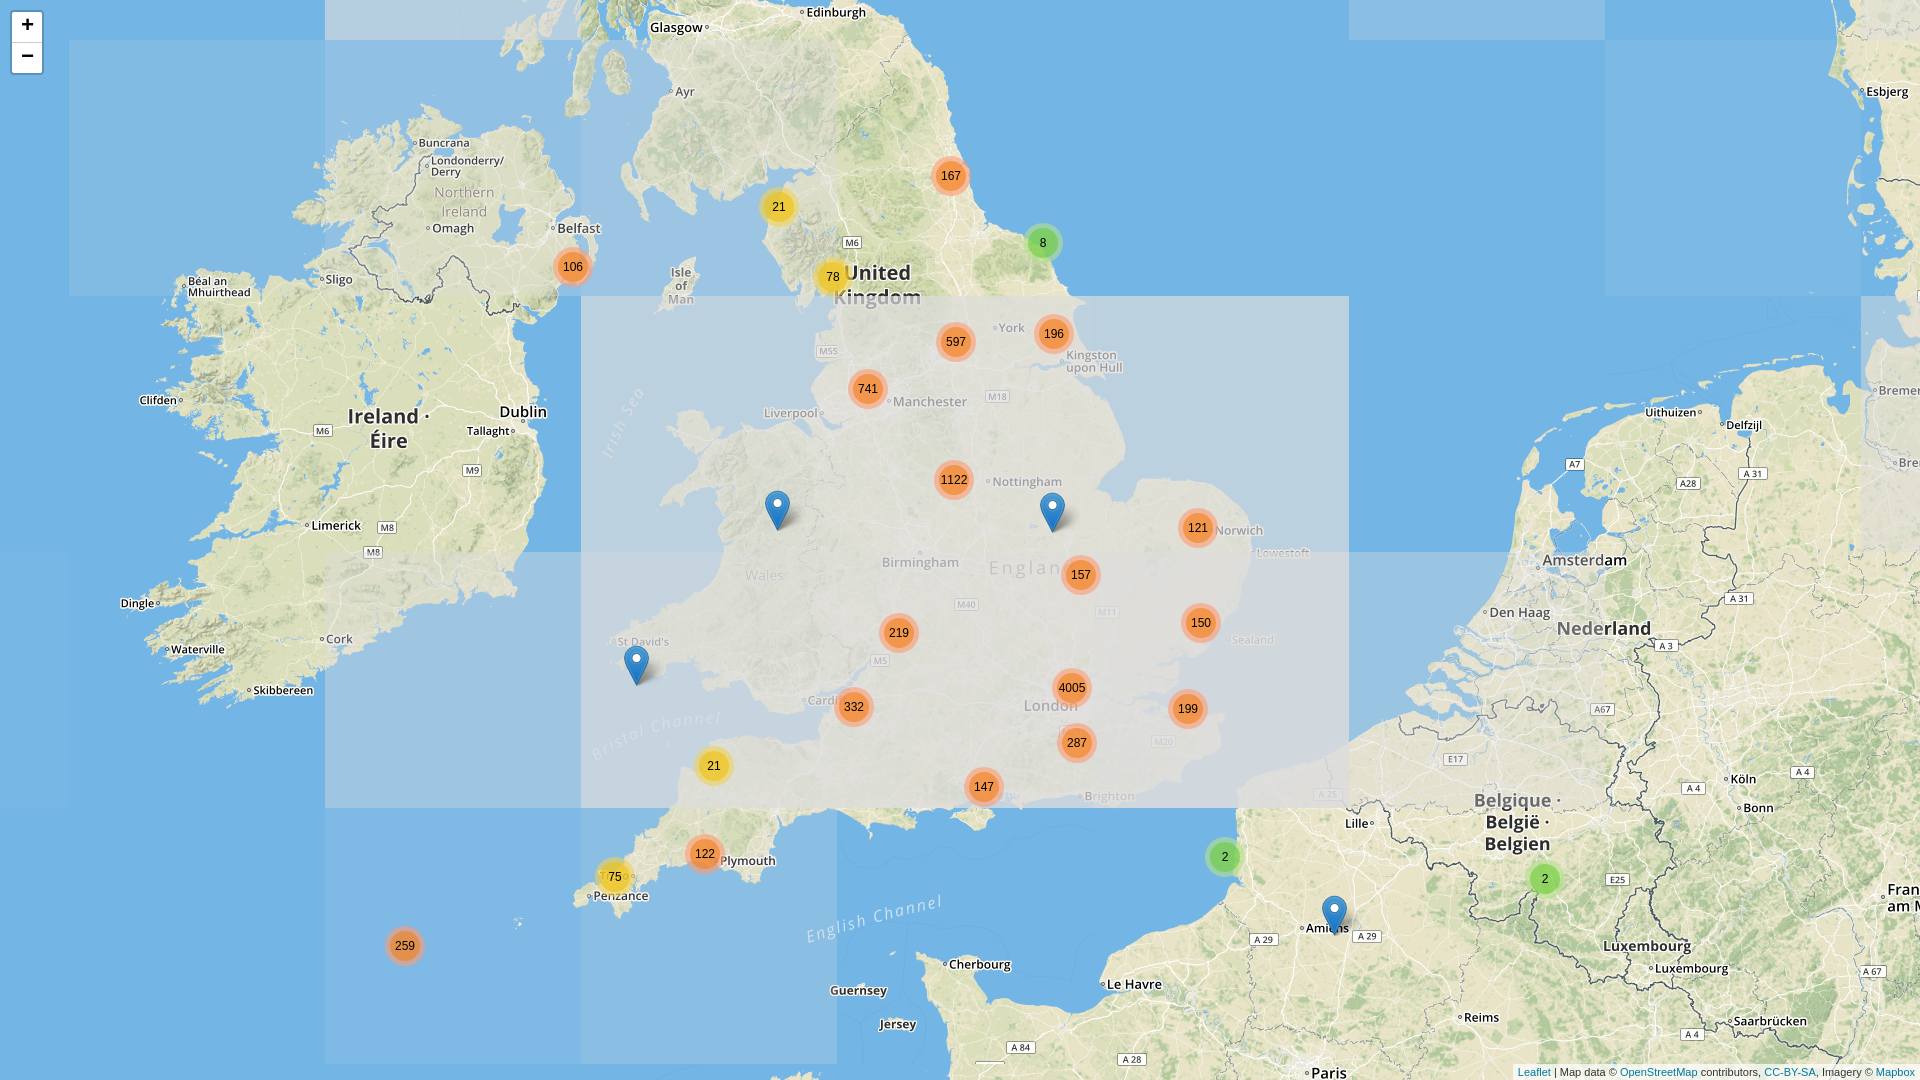 +
−
Edinburgh
Glasgow
Ayr
Esbjerg
Buncrana
Londonderry/
Derry
167
Northern
Ireland
21
Omagh
Belfast
M6
8
106
Isle
of
Man
78
United
Kingdom
Sligo
Béal an
Mhuirthead
York
196
597
M55
Kingston
upon Hull
741
Manchester
M18
Clifden
Ireland ·
Éire
Dublin
Tallaght
M6
Liverpool
Irish Sea
Uithuizen
Delfzijl
Bremer
Bre
A7
A 31
A28
M9
1122
Nottingham
Limerick
M8
M8
121
Norwich
Lowestoft
Birmingham
Englan
157
Wales
Amsterdam
A 31
M40
M11
Den Haag
Nederland
A 3
Dingle
Cork
Waterville
Skibbereen
St David's
219
150
Sealand
M5
4005
London
Cardi
332
199
A67
Bristol Channel
287
M20
E17
21
147
Brighton
A 25
Köln
A 4
A 4
Bonn
Belgique ·
België ·
Belgien
Lille
122
Plymouth
75
Penzance
2
2
E25
Fran
am M
English Channel
259
Amiens
A 29
A 29
Luxembourg
Luxembourg
A 67
Cherbourg
Guernsey
Le Havre
Jersey
Reims
Saarbrücken
A 4
A 84
A 28
Paris
Leaflet | Map data © OpenStreetMap contributors, CC-BY-SA, Imagery © Mapbox